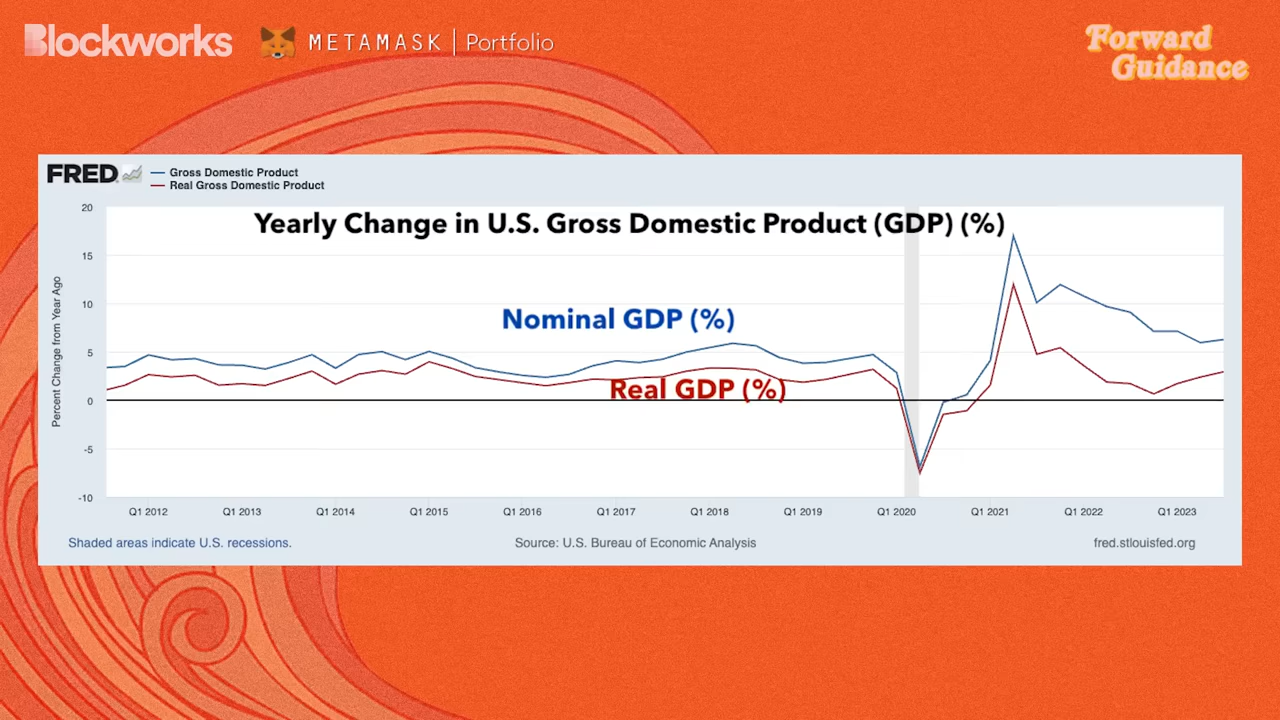 Blockworks
METAMASK | Portfolio
Forward
Guidance
FRED
Gross Domestic Product
Real Gross Domestic Product
Yearly Change in U.S. Gross Domestic Product (GDP) (%)
Percent Change from Year Ago
20
15
10
5
0
-5
-10
Nominal GDP (%)
Real GDP (%)
Q1 2012 Q1 2013 Q1 2014 Q1 2015 Q1 2016 Q1 2017 Q1 2018 Q1 2019 Q1 2020 Q1 2021 Q1 2022 Q1 2023
Shaded areas indicate U.S. recessions. Source: U.S. Bureau of Economic Analysis fred.stlouisfed.org